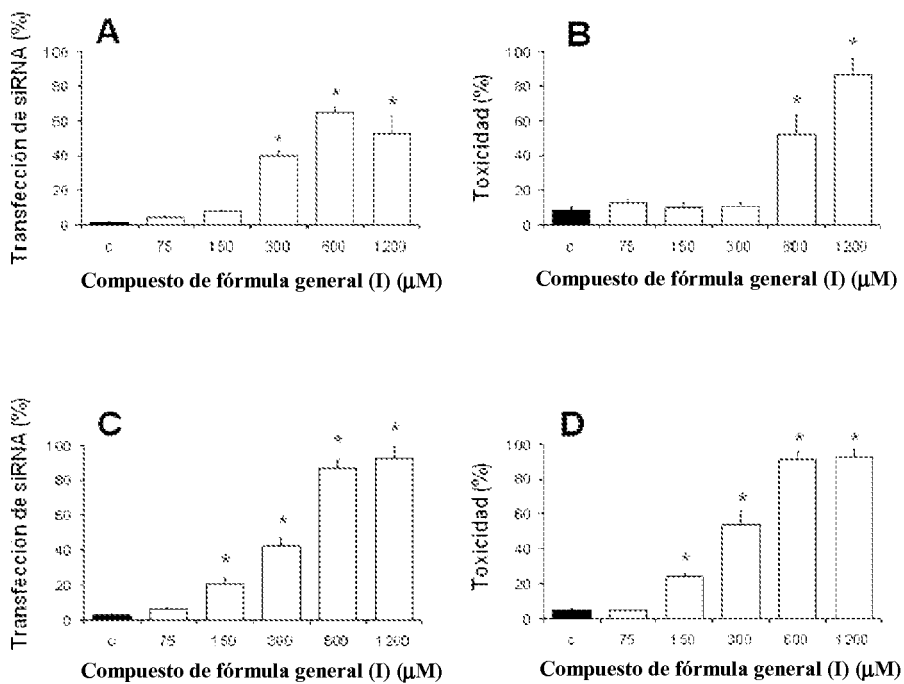 A
Transfección de siRNA (%)
100
80
60
40
20
0
*
*
*
c 75 150 300 600 1200
Compuesto de fórmula general (I) (µM)
B
Toxicidad (%)
100
80
60
40
20
0
*
*
c 75 150 300 600 1200
Compuesto de fórmula general (I) (µM)
C
Transfección de siRNA (%)
100
80
60
40
20
0
*
*
*
*
c 75 150 300 600 1200
Compuesto de fórmula general (I) (µM)
D
Toxicidad (%)
100
80
60
40
20
0
*
*
*
*
c 75 150 300 600 1200
Compuesto de fórmula general (I) (µM)